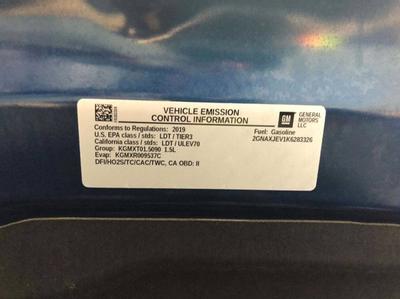 VEHICLE EMISSION
CONTROL INFORMATION
GM
GENERAL
MOTORS
LLC
Conforms to Regulations: 2019
U.S. EPA class / stds: LDT / TIER3
California class / stds: LDT / ULEV70
Group: KGMXT01.5090 1.5L
Evap: KGMXR0095S7C
DFI/HO2S/TC/CAC/TWC, CA OBD: II
Fuel: Gasoline
2GNAXJEV1K6283326